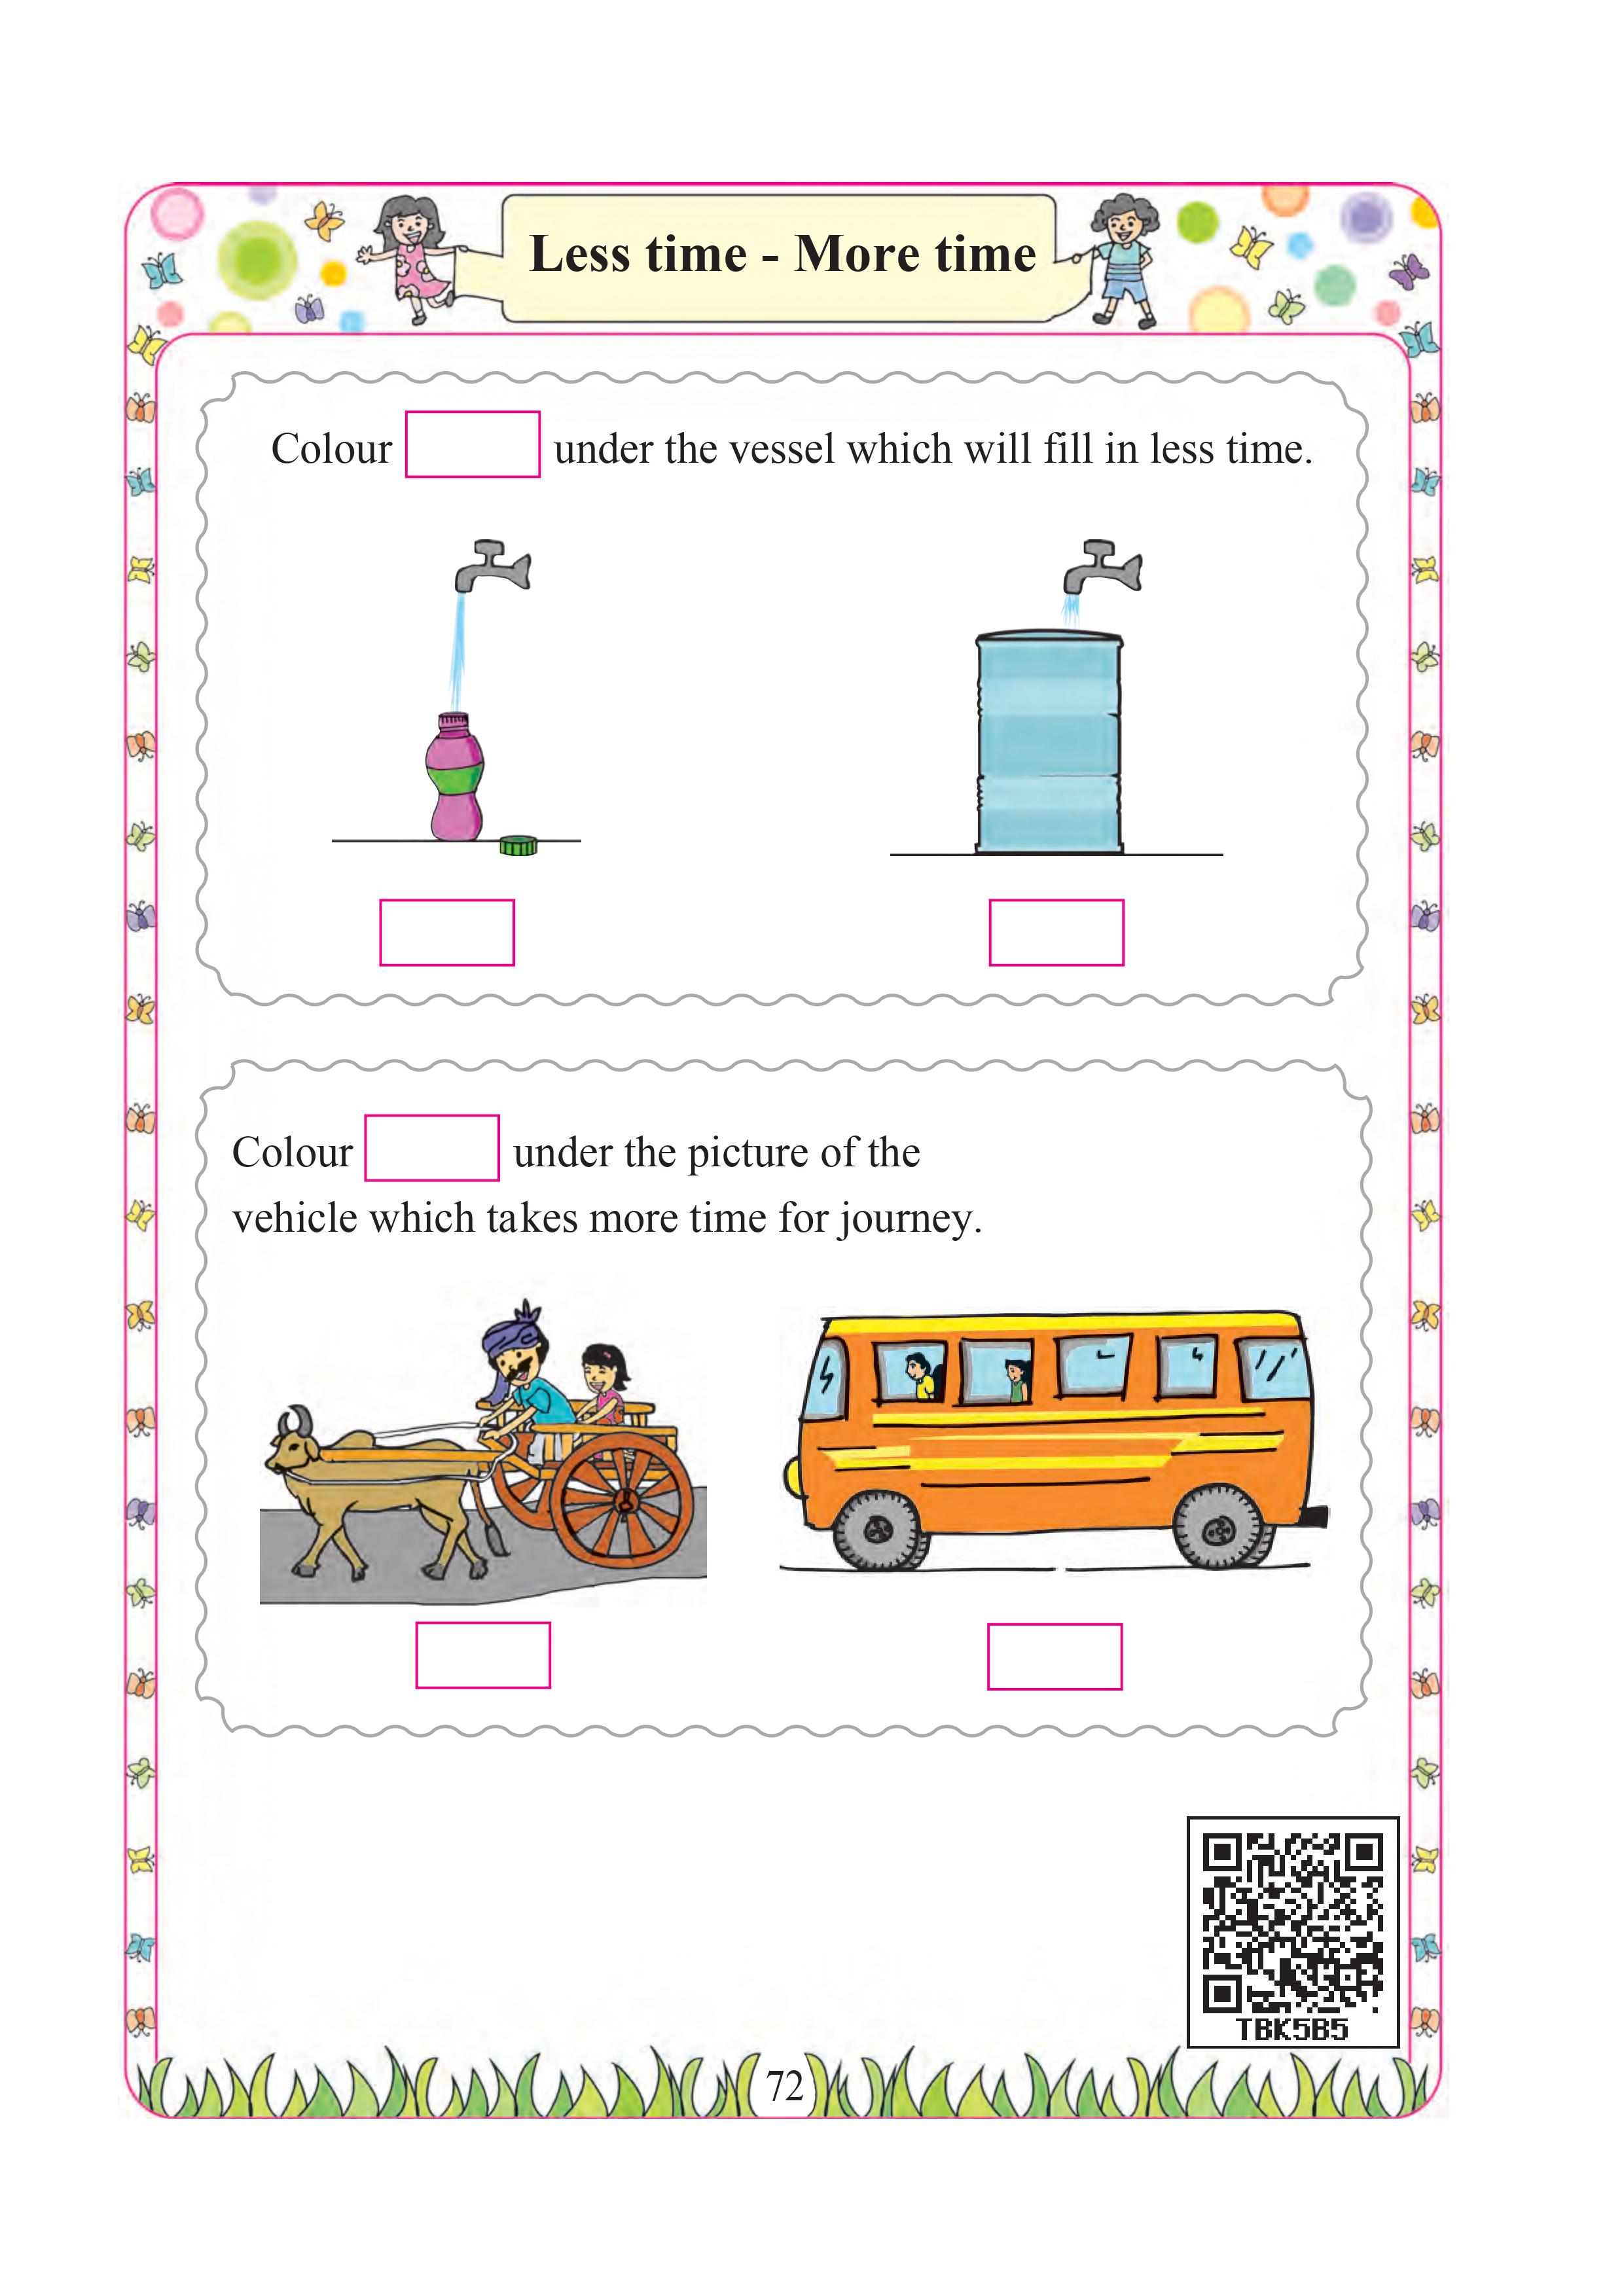 Less time - More time
Colour under the vessel which will fill in less time.
Colour under the picture of the
vehicle which takes more time for journey.
TBK5B5
72